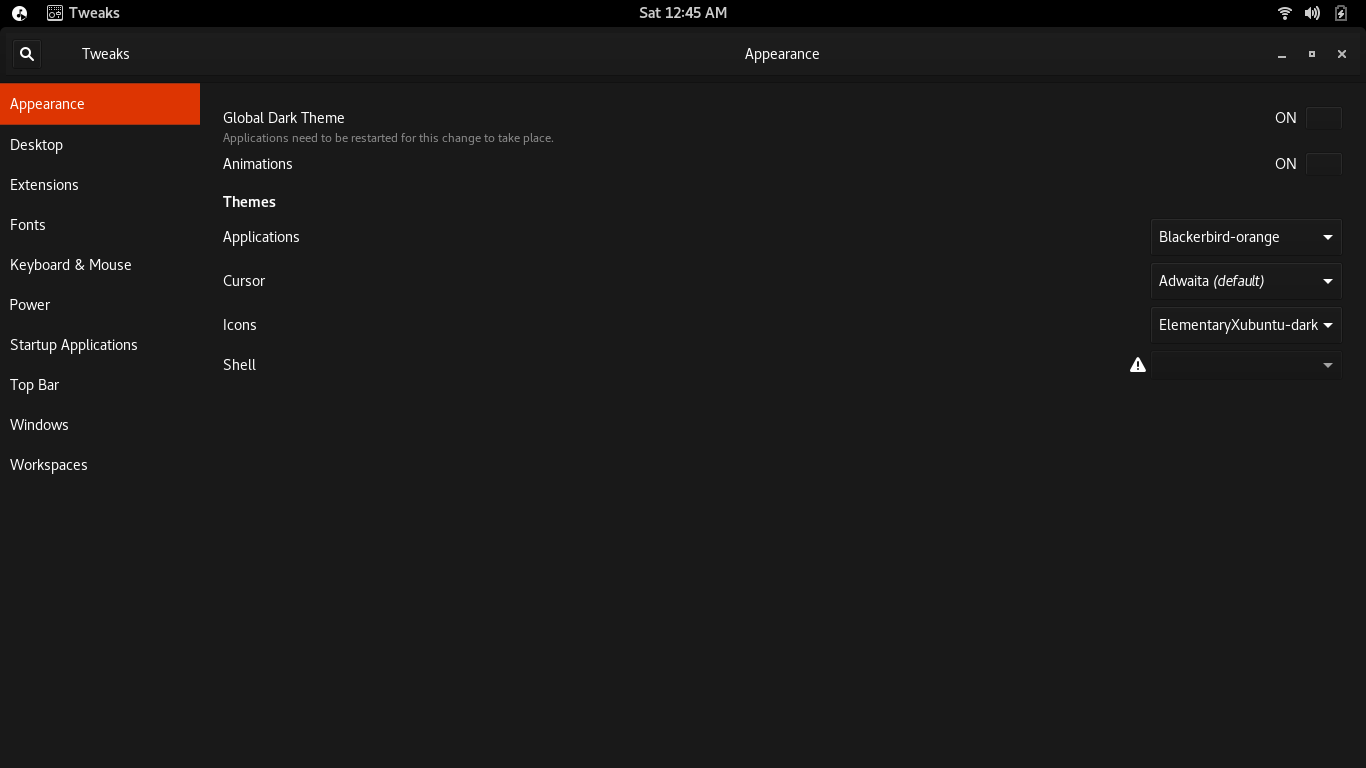 Tweaks
Sat 12:45 AM
Tweaks
Appearance
Appearance
Desktop
Extensions
Fonts
Keyboard & Mouse
Power
Startup Applications
Top Bar
Windows
Workspaces
Global Dark Theme ON
Applications need to be restarted for this change to take place.
Animations ON
Themes
Applications Blackerbird-orange
Cursor Adwaita (default)
Icons ElementaryXubuntu-dark
Shell